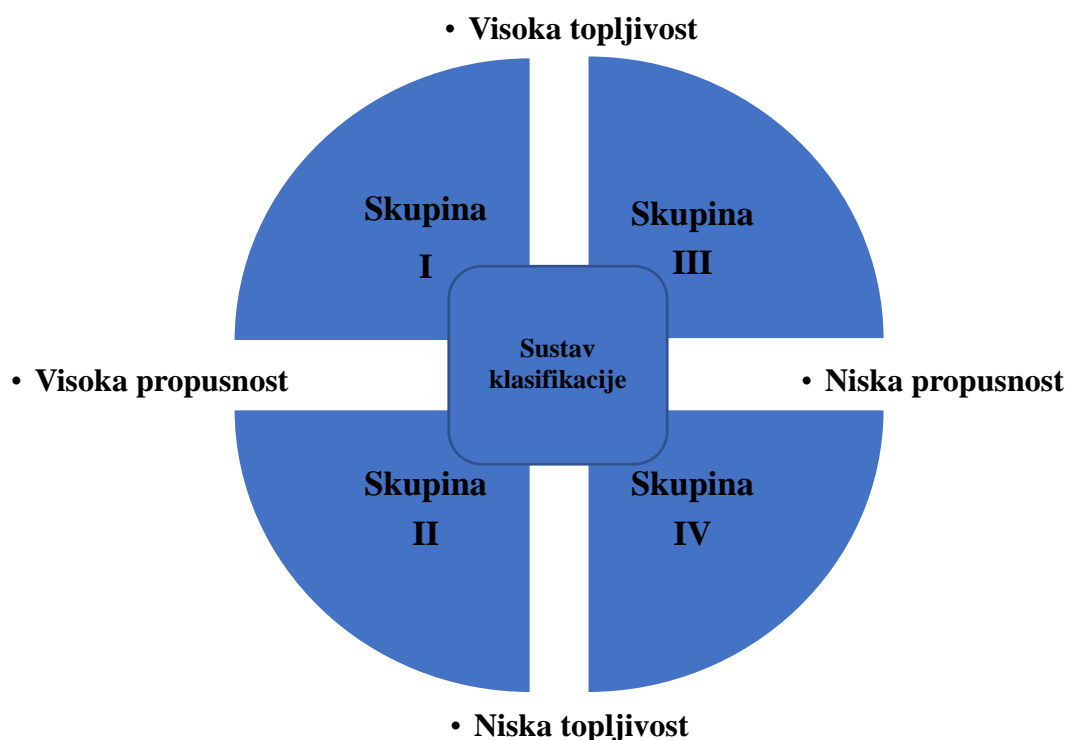 • Visoka topljivost
Skupina
I
Skupina
III
Sustav
klasifikacije
• Visoka propusnost
• Niska propusnost
Skupina
II
Skupina
IV
• Niska topljivost